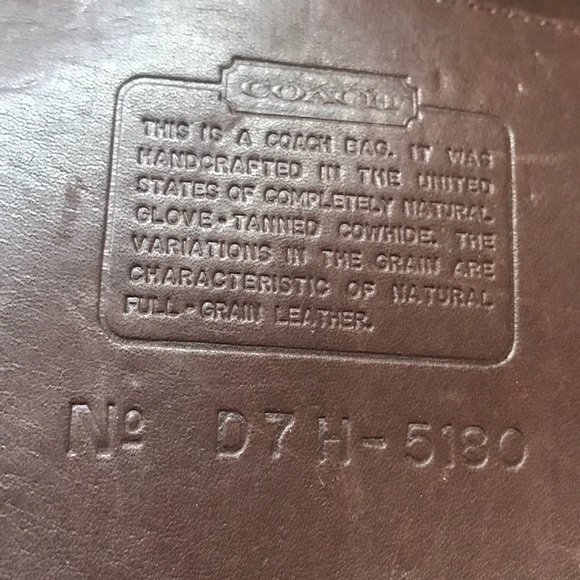 COACH
THIS IS A COACH BAG. IT WAS
HANDCRAFTED IN THE UNITED
STATES OF COMPLETELY NATURAL
GLOVE-TANNED COWHIDE. THE
VARIATIONS IN THE GRAIN ARE
CHARACTERISTIC OF NATURAL
FULL-GRAIN LEATHER.
Nº D7H-5180